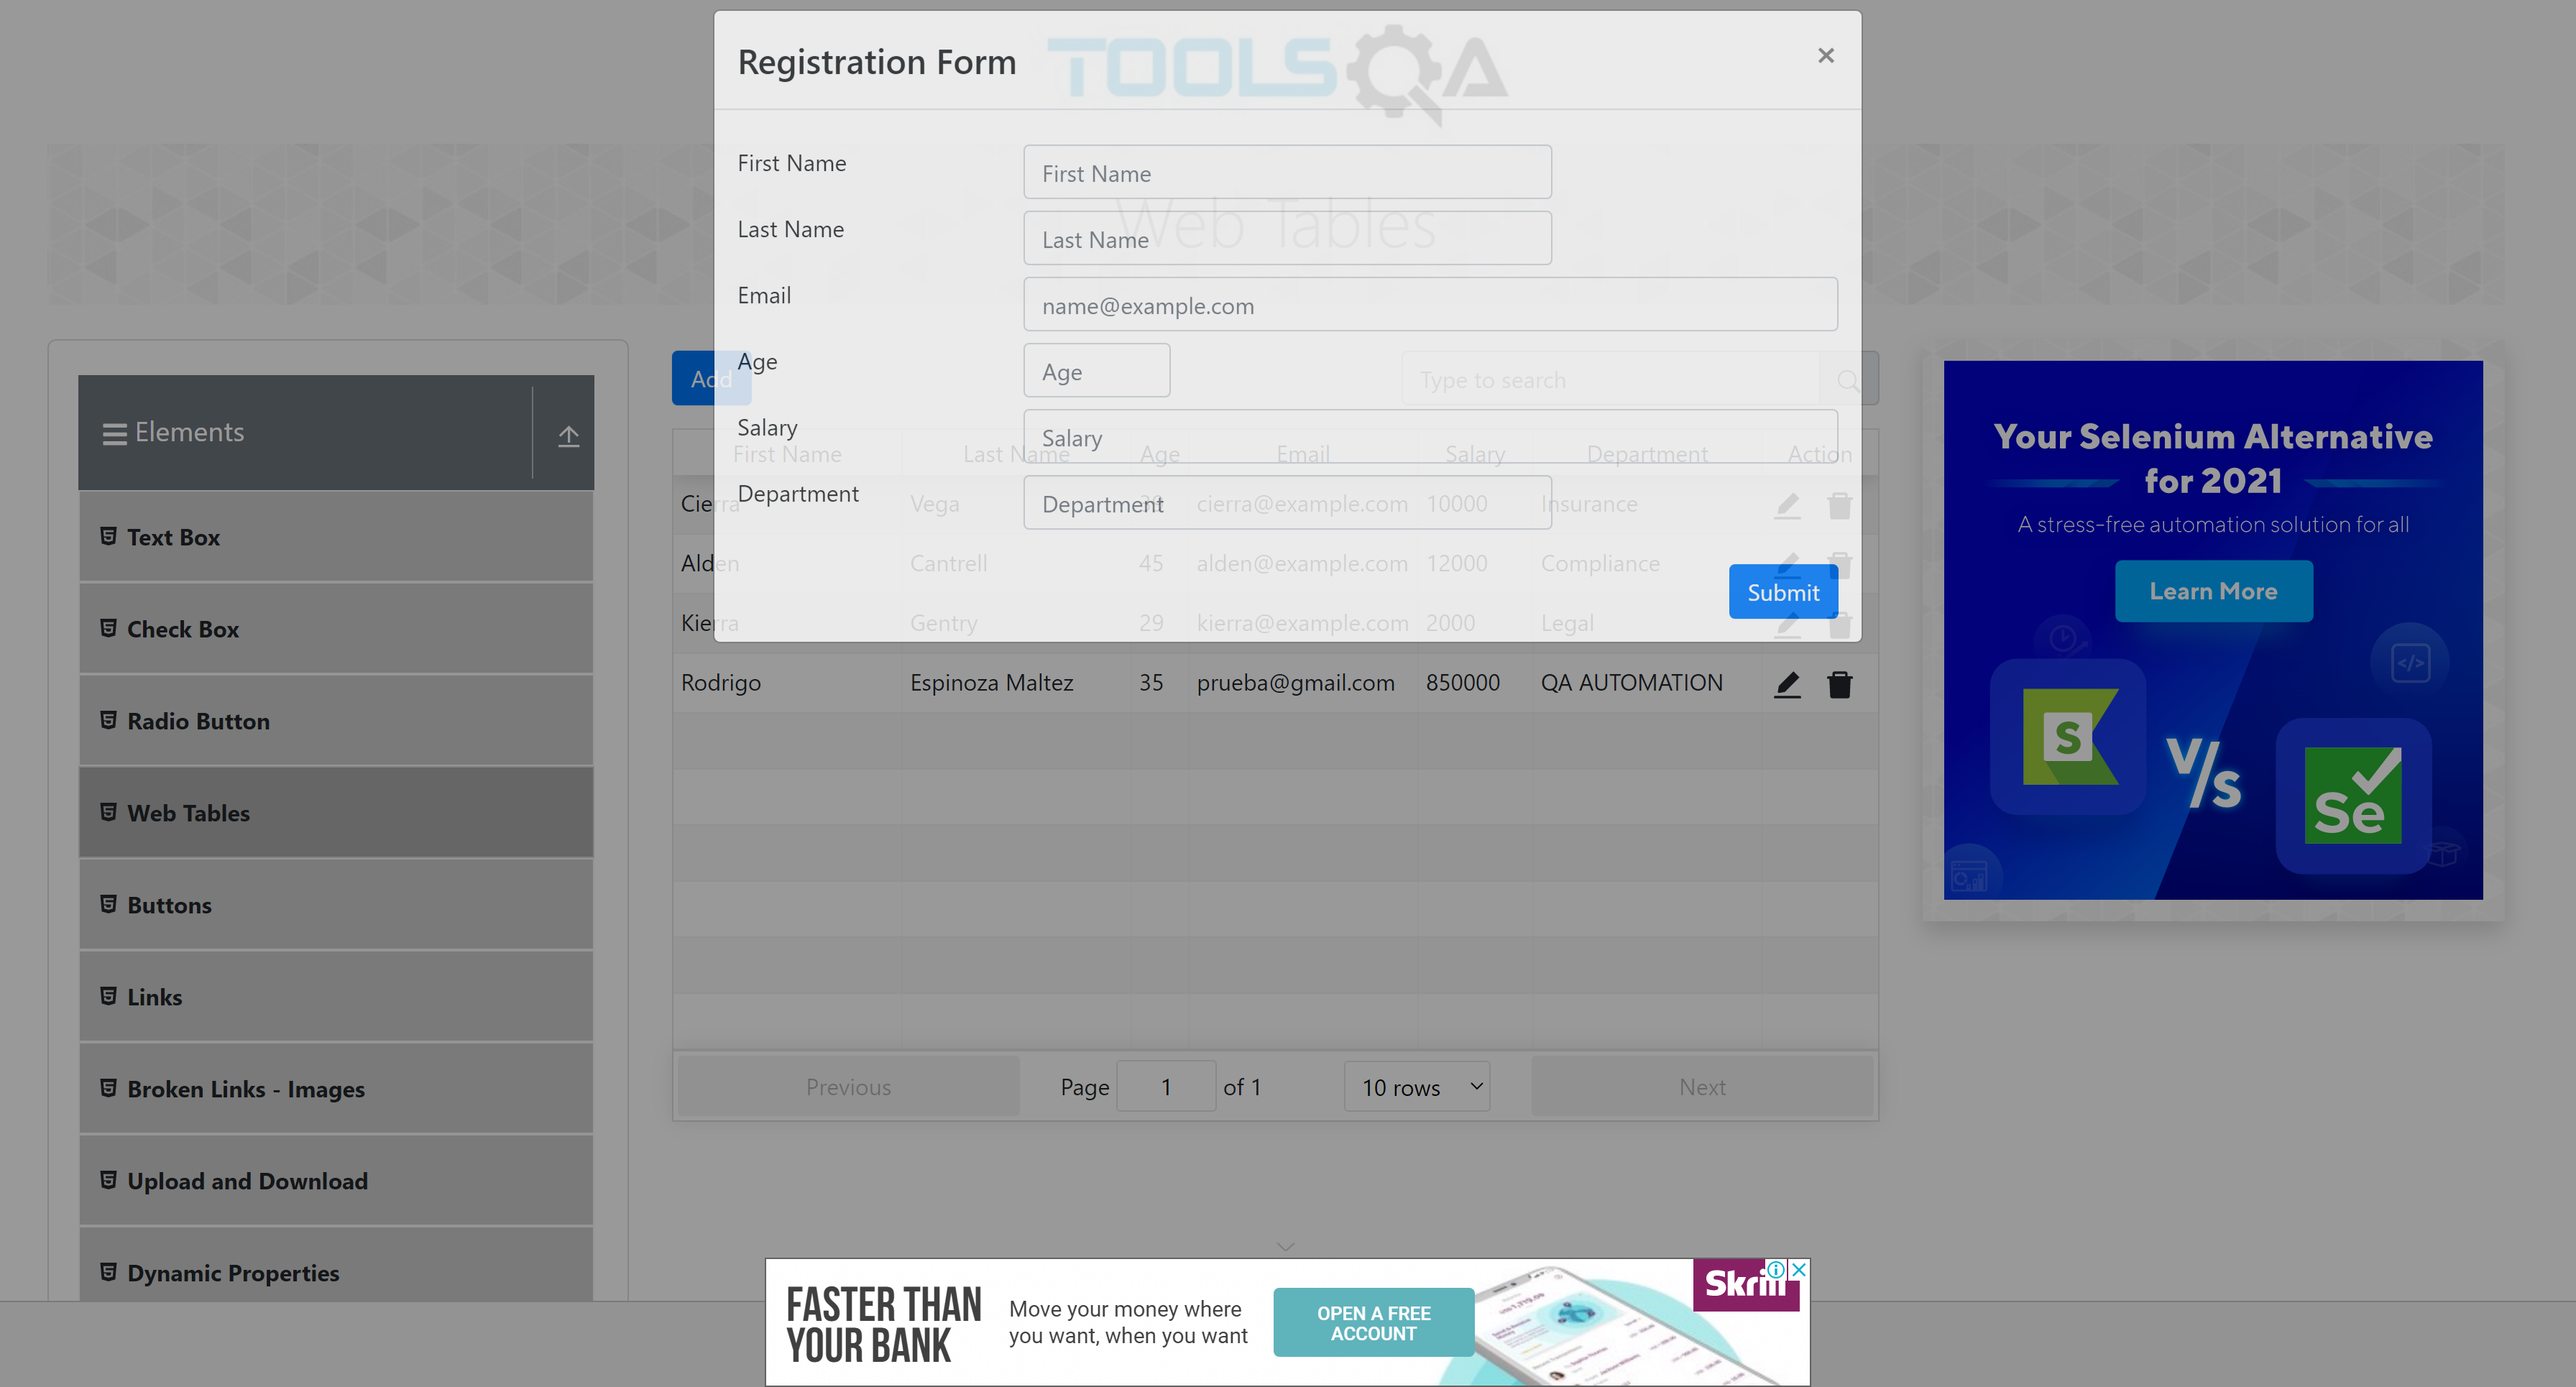 TOOLSQA
Registration Form
×
Web Tables
First Name
First Name
Last Name
Last Name
Email
name@example.com
Age
Age
Salary
Salary
Department
Department
Submit
Elements
Text Box
Check Box
Radio Button
Web Tables
Buttons
Links
Broken Links - Images
Upload and Download
Dynamic Properties
Add
Type to search
First Name Last Name Age Email Salary Department Action
Cierra Vega 39 cierra@example.com 10000 Insurance
Alden Cantrell 45 alden@example.com 12000 Compliance
Kierra Gentry 29 kierra@example.com 2000 Legal
Rodrigo Espinoza Maltez 35 prueba@gmail.com 850000 QA AUTOMATION
Previous Page 1 of 1 10 rows Next
Your Selenium Alternative
for 2021
A stress-free automation solution for all
Learn More
</>
S
V/S
Se
FASTER THAN
YOUR BANK
Move your money where
you want, when you want
OPEN A FREE
ACCOUNT
Skrill